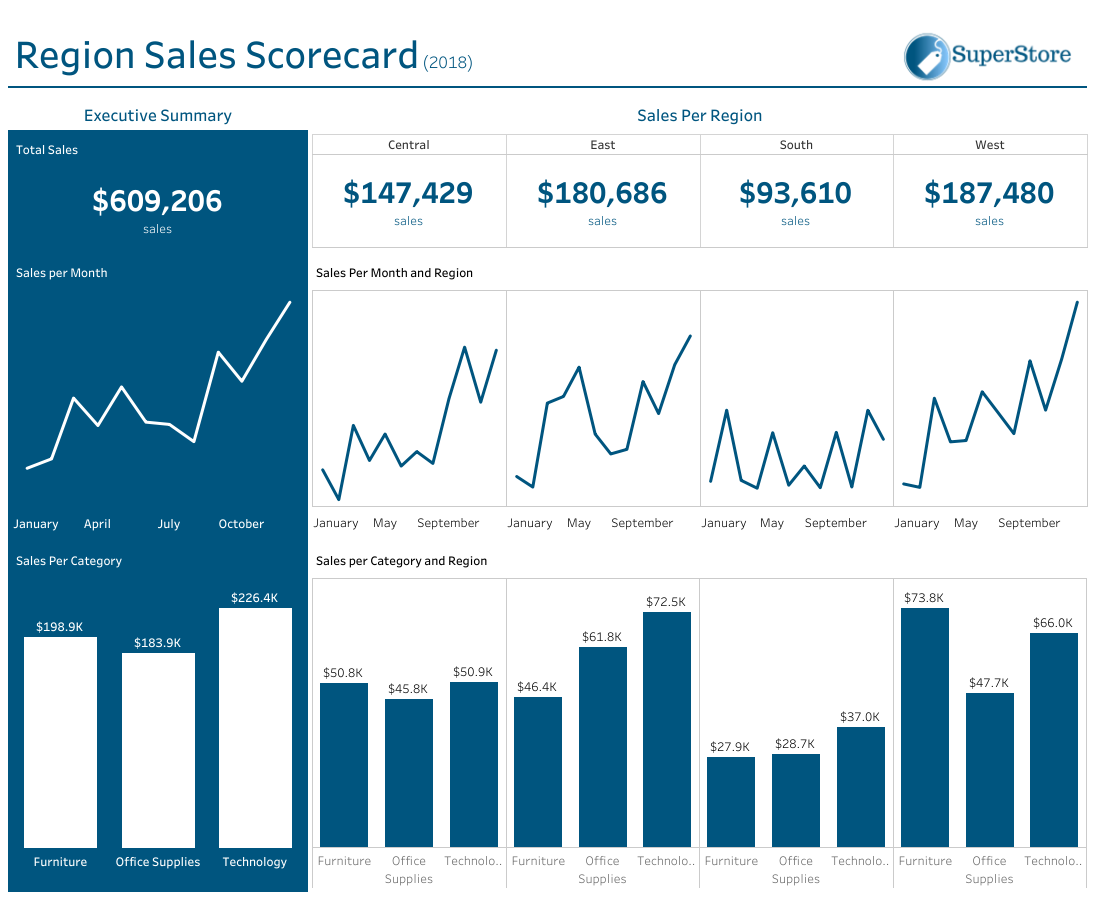 Region Sales Scorecard (2018)
SuperStore
Executive Summary
Sales Per Region
Total Sales
$609,206
sales
Central East South West
$147,429 $180,686 $93,610 $187,480
sales sales sales sales
Sales per Month
Sales Per Month and Region
January April July October
January May September January May September January May September January May September
Sales Per Category
Sales per Category and Region
$198.9K $183.9K $226.4K
$50.8K $45.8K $50.9K $46.4K $61.8K $72.5K $27.9K $28.7K $37.0K $73.8K $47.7K $66.0K
Furniture Office Supplies Technology
Furniture Office Technolo.. Furniture Office Technolo.. Furniture Office Technolo.. Furniture Office Technolo..
Supplies Supplies Supplies Supplies